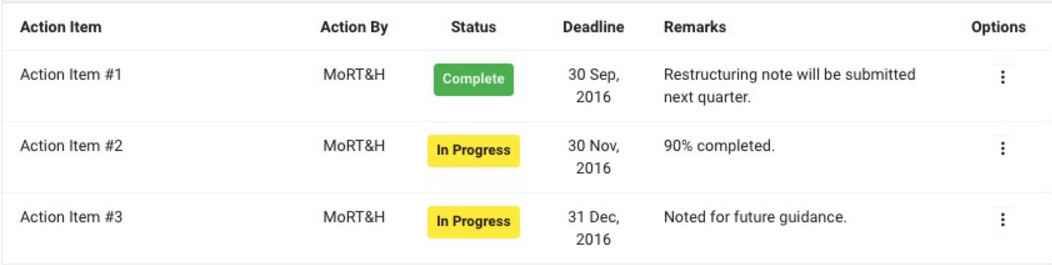 Action Item Action By Status Deadline Remarks Options
Action Item #1 MoRT&H Complete 30 Sep, Restructuring note will be submitted
2016 next quarter.
Action Item #2 MoRT&H In Progress 30 Nov, 90% completed.
2016
Action Item #3 MoRT&H In Progress 31 Dec, Noted for future guidance.
2016